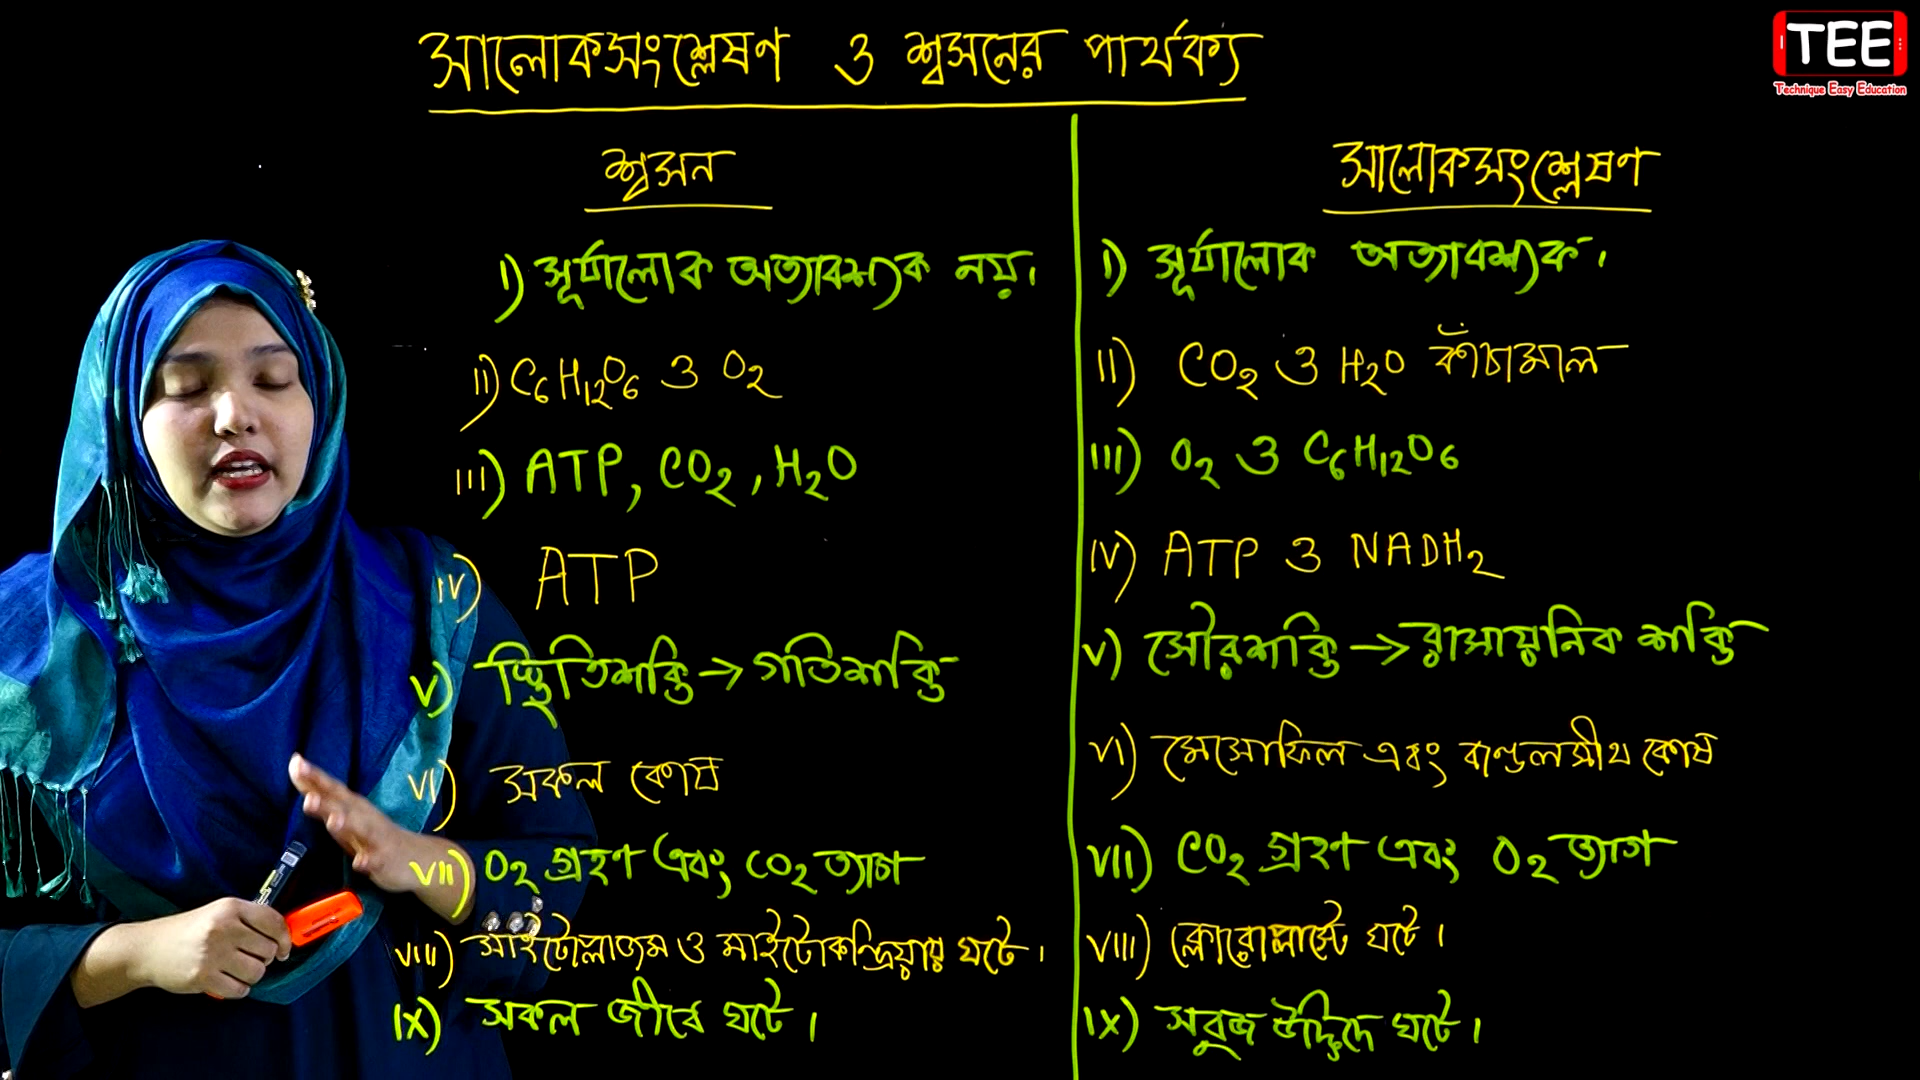 আলোকসংশ্লেষণ ও শ্বসনের পার্থক্য
TEE
Technique Easy Education
শ্বসন
i) সূর্যালোক অত্যাবশ্যক নয়।
ii) C6H12O6 ও O2
iii) ATP, CO2, H2O
iv) ATP
v) স্থিতিশক্তি → গতিশক্তি
vi) সকল কোষ
vii) O2 গ্রহণ এবং CO2 ত্যাগ
viii) সাইটোপ্লাজম ও মাইটোকন্ড্রিয়ায় ঘটে।
ix) সকল জীবে ঘটে।
আলোকসংশ্লেষণ
i) সূর্যালোক অত্যাবশ্যক।
ii) CO2 ও H2O কাঁচামাল
iii) O2 ও C6H12O6
iv) ATP ও NADH2
v) সৌরশক্তি → রাসায়নিক শক্তি
vi) মেসোফিল এবং বান্ডলসীথ কোষ
vii) CO2 গ্রহণ এবং O2 ত্যাগ
viii) ক্লোরোপ্লাস্টে ঘটে।
ix) সবুজ উদ্ভিদে ঘটে।